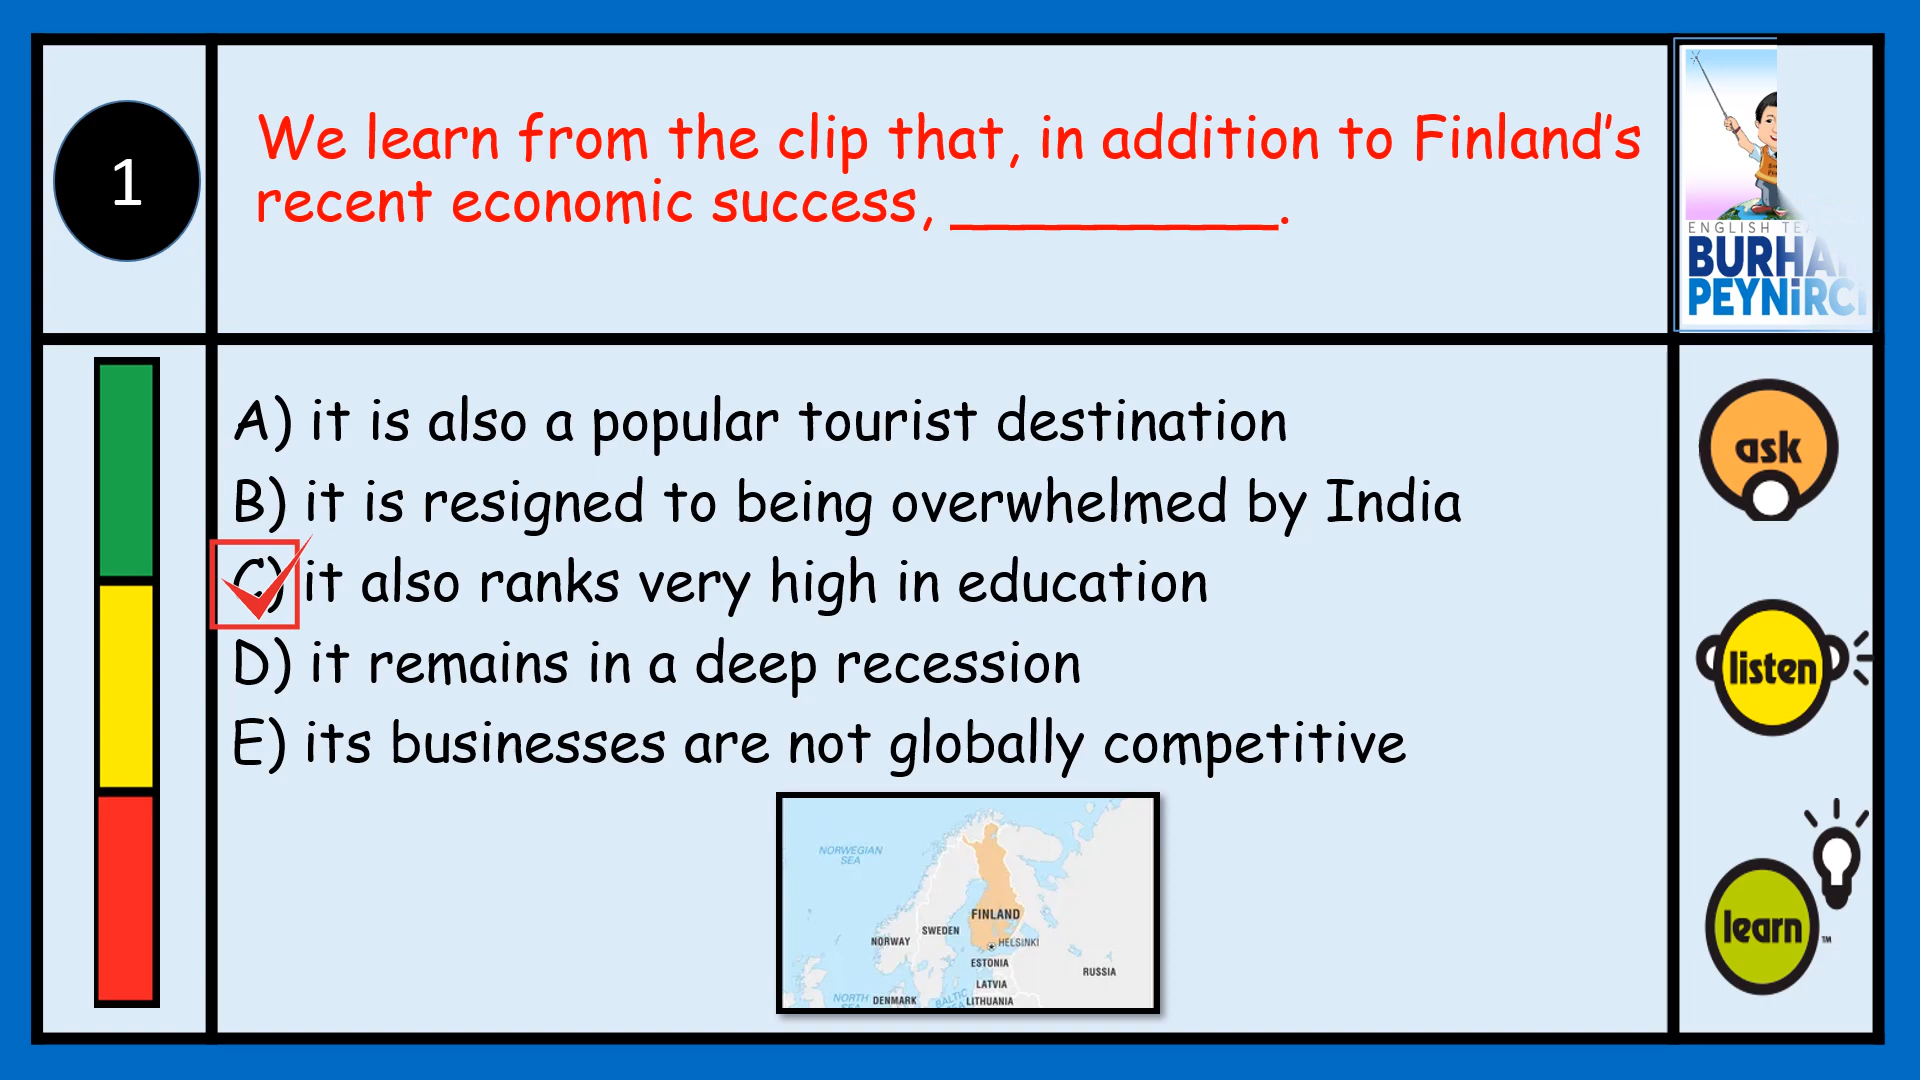 1
We learn from the clip that, in addition to Finland’s
recent economic success, __________.
ENGLISH
BURHA
PEYNiRCi
A) it is also a popular tourist destination
B) it is resigned to being overwhelmed by India
C) it also ranks very high in education
D) it remains in a deep recession
E) its businesses are not globally competitive
ask
listen
learn
TM
NORWEGIAN
SEA
FINLAND
SWEDEN
NORWAY
HELSINKI
ESTONIA
RUSSIA
LATVIA
NORTH
SEA
DENMARK
BALTIC
LITHUANIA